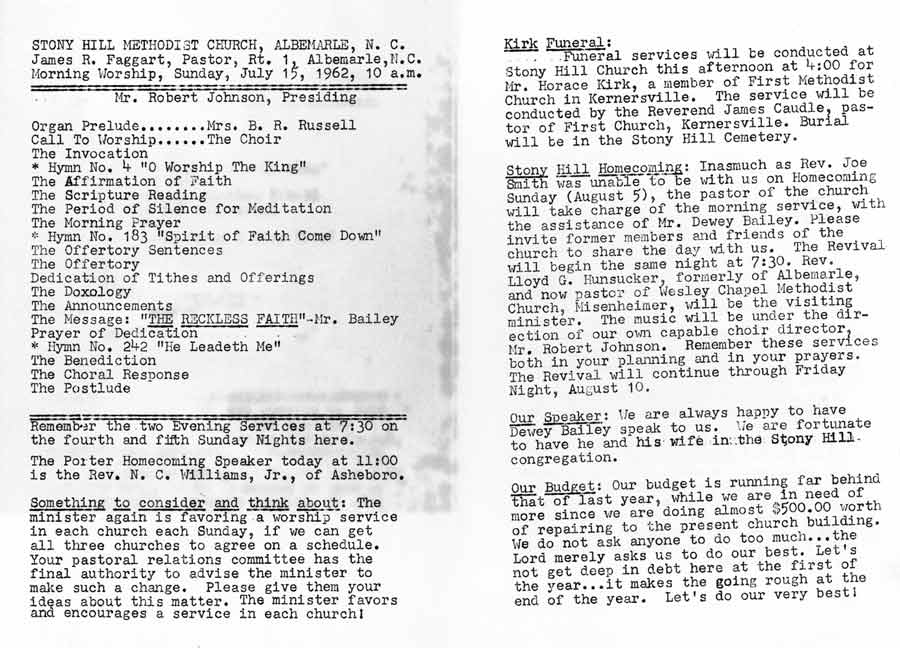 STONY HILL METHODIST CHURCH, ALBEMARLE, N. C.
James R. Faggart, Pastor, Rt. 1, Albemarle,N.C.
Morning Worship, Sunday, July 15, 1962, 10 a.m.
Mr. Robert Johnson, Presiding
Organ Prelude........Mrs. B. R. Russell
Call To Worship......The Choir
The Invocation
* Hymn No. 4 "O Worship The King"
The Affirmation of Faith
The Scripture Reading
The Period of Silence for Meditation
The Morning Prayer
* Hymn No. 183 "Spirit of Faith Come Down"
The Offertory Sentences
The Offertory
Dedication of Tithes and Offerings
The Doxology
The Announcements
The Message: "THE RECKLESS FAITH"-Mr. Bailey
Prayer of Dedication
* Hymn No. 242 "He Leadeth Me"
The Benediction
The Choral Response
The Postlude
Remember the two Evening Services at 7:30 on
the fourth and fifth Sunday Nights here.
The Porter Homecoming Speaker today at 11:00
is the Rev. N. C. Williams, Jr., of Asheboro.
Something to consider and think about: The
minister again is favoring a worship service
in each church each Sunday, if we can get
all three churches to agree on a schedule.
Your pastoral relations committee has the
final authority to advise the minister to
make such a change. Please give them your
ideas about this matter. The minister favors
and encourages a service in each church!
Kirk Funeral:
Funeral services will be conducted at
Stony Hill Church this afternoon at 4:00 for
Mr. Horace Kirk, a member of First Methodist
Church in Kernersville. The service will be
conducted by the Reverend James Caudle, pas-
tor of First Church, Kernersville. Burial
will be in the Stony Hill Cemetery.
Stony Hill Homecoming: Inasmuch as Rev. Joe
Smith was unable to be with us on Homecoming
Sunday (August 5), the pastor of the church
will take charge of the morning service, with
the assistance of Mr. Dewey Bailey. Please
invite former members and friends of the
church to share the day with us. The Revival
will begin the same night at 7:30. Rev.
Lloyd G. Hunsucker, formerly of Albemarle,
and now pastor of Wesley Chapel Methodist
Church, Misenheimer, will be the visiting
minister. The music will be under the dir-
ection of our own capable choir director,
Mr. Robert Johnson. Remember these services
both in your planning and in your prayers.
The Revival will continue through Friday
Night, August 10.
Our Speaker: We are always happy to have
Dewey Bailey speak to us. We are fortunate
to have he and his wife in the Stony Hill
congregation.
Our Budget: Our budget is running far behind
that of last year, while we are in need of
more since we are doing almost $500.00 worth
of repairing to the present church building.
We do not ask anyone to do too much...the
Lord merely asks us to do our best. Let's
not get deep in debt here at the first of
the year...it makes the going rough at the
end of the year. Let's do our very best!